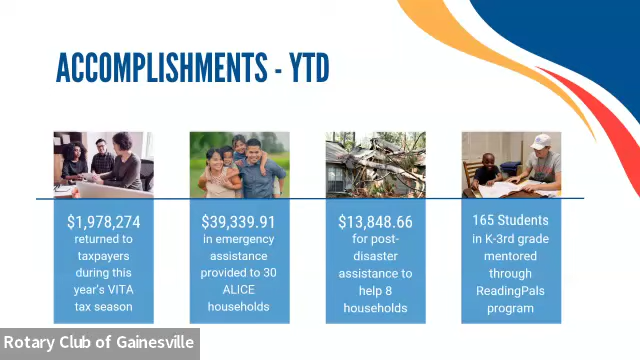 ACCOMPLISHMENTS - YTD
$1,978,274
returned to
taxpayers
during this
year's VITA
tax season
$39,339.91
in emergency
assistance
provided to 30
ALICE
households
$13,848.66
for post-
disaster
assistance to
help 8
households
165 Students
in K-3rd grade
mentored
through
ReadingPals
program
Rotary Club of Gainesville